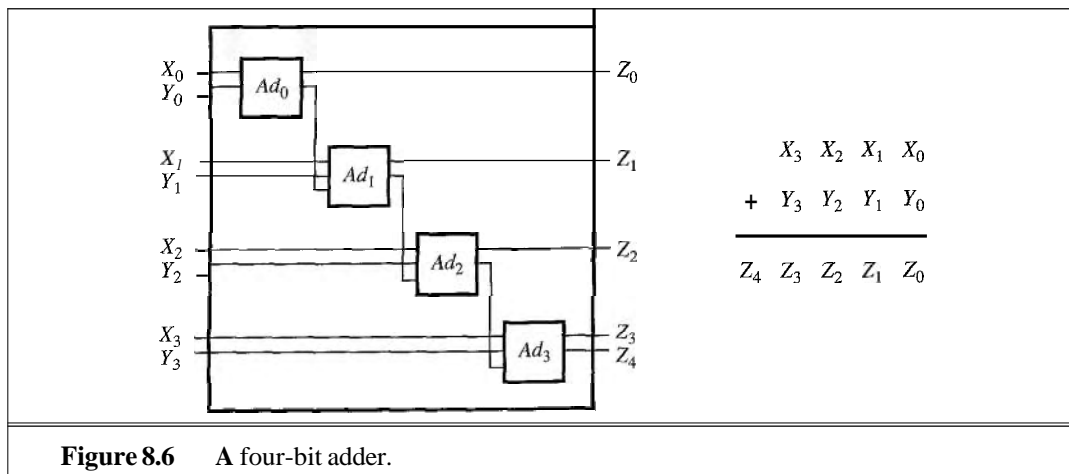 X0
Y0
Ad0
Z0
X1
Y1
Ad1
Z1
X2
Y2
Ad2
Z2
X3
Y3
Ad3
Z3
Z4
X3 X2 X1 X0
+ Y3 Y2 Y1 Y0
Z4 Z3 Z2 Z1 Z0
Figure 8.6 A four-bit adder.